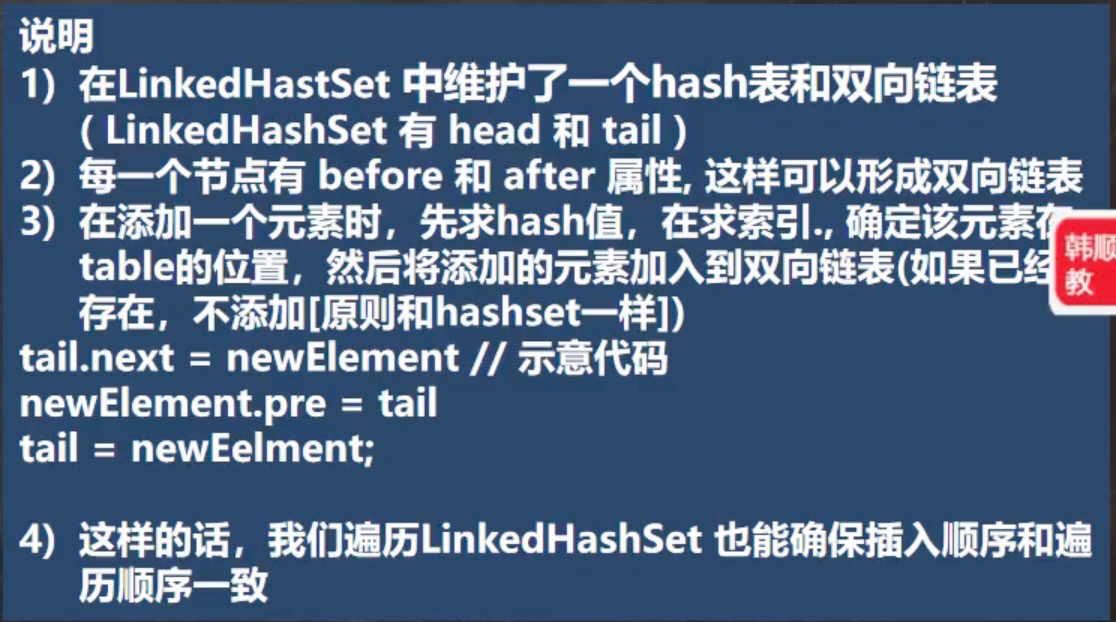 说明
1) 在LinkedHastSet 中维护了一个hash表和双向链表
( LinkedHashSet 有 head 和 tail )
2) 每一个节点有 before 和 after 属性, 这样可以形成双向链表
3) 在添加一个元素时，先求hash值，在求索引., 确定该元素在
table的位置，然后将添加的元素加入到双向链表(如果已经
存在，不添加[原则和hashset一样])
tail.next = newElement // 示意代码
newElement.pre = tail
tail = newEelment;
4) 这样的话，我们遍历LinkedHashSet 也能确保插入顺序和遍
历顺序一致
韩顺
教